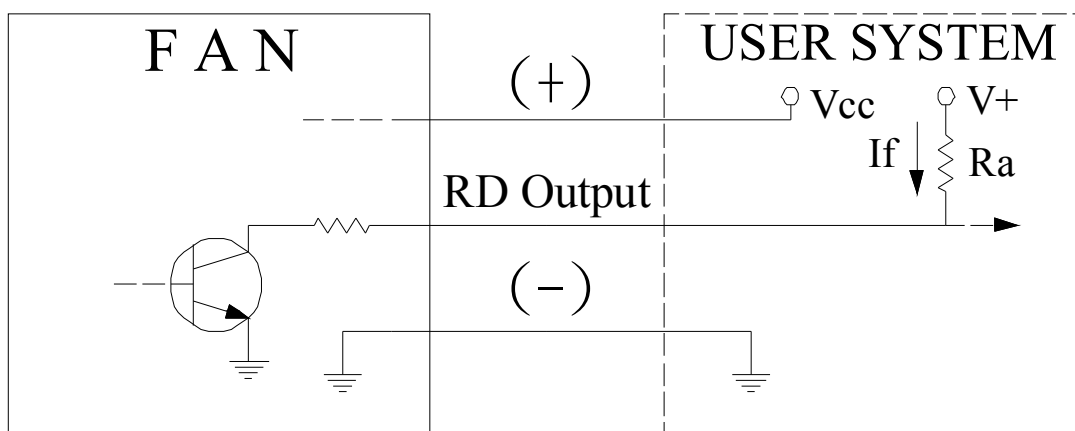 F A N
USER SYSTEM
(+)
Vcc
V+
If
Ra
RD Output
(-)